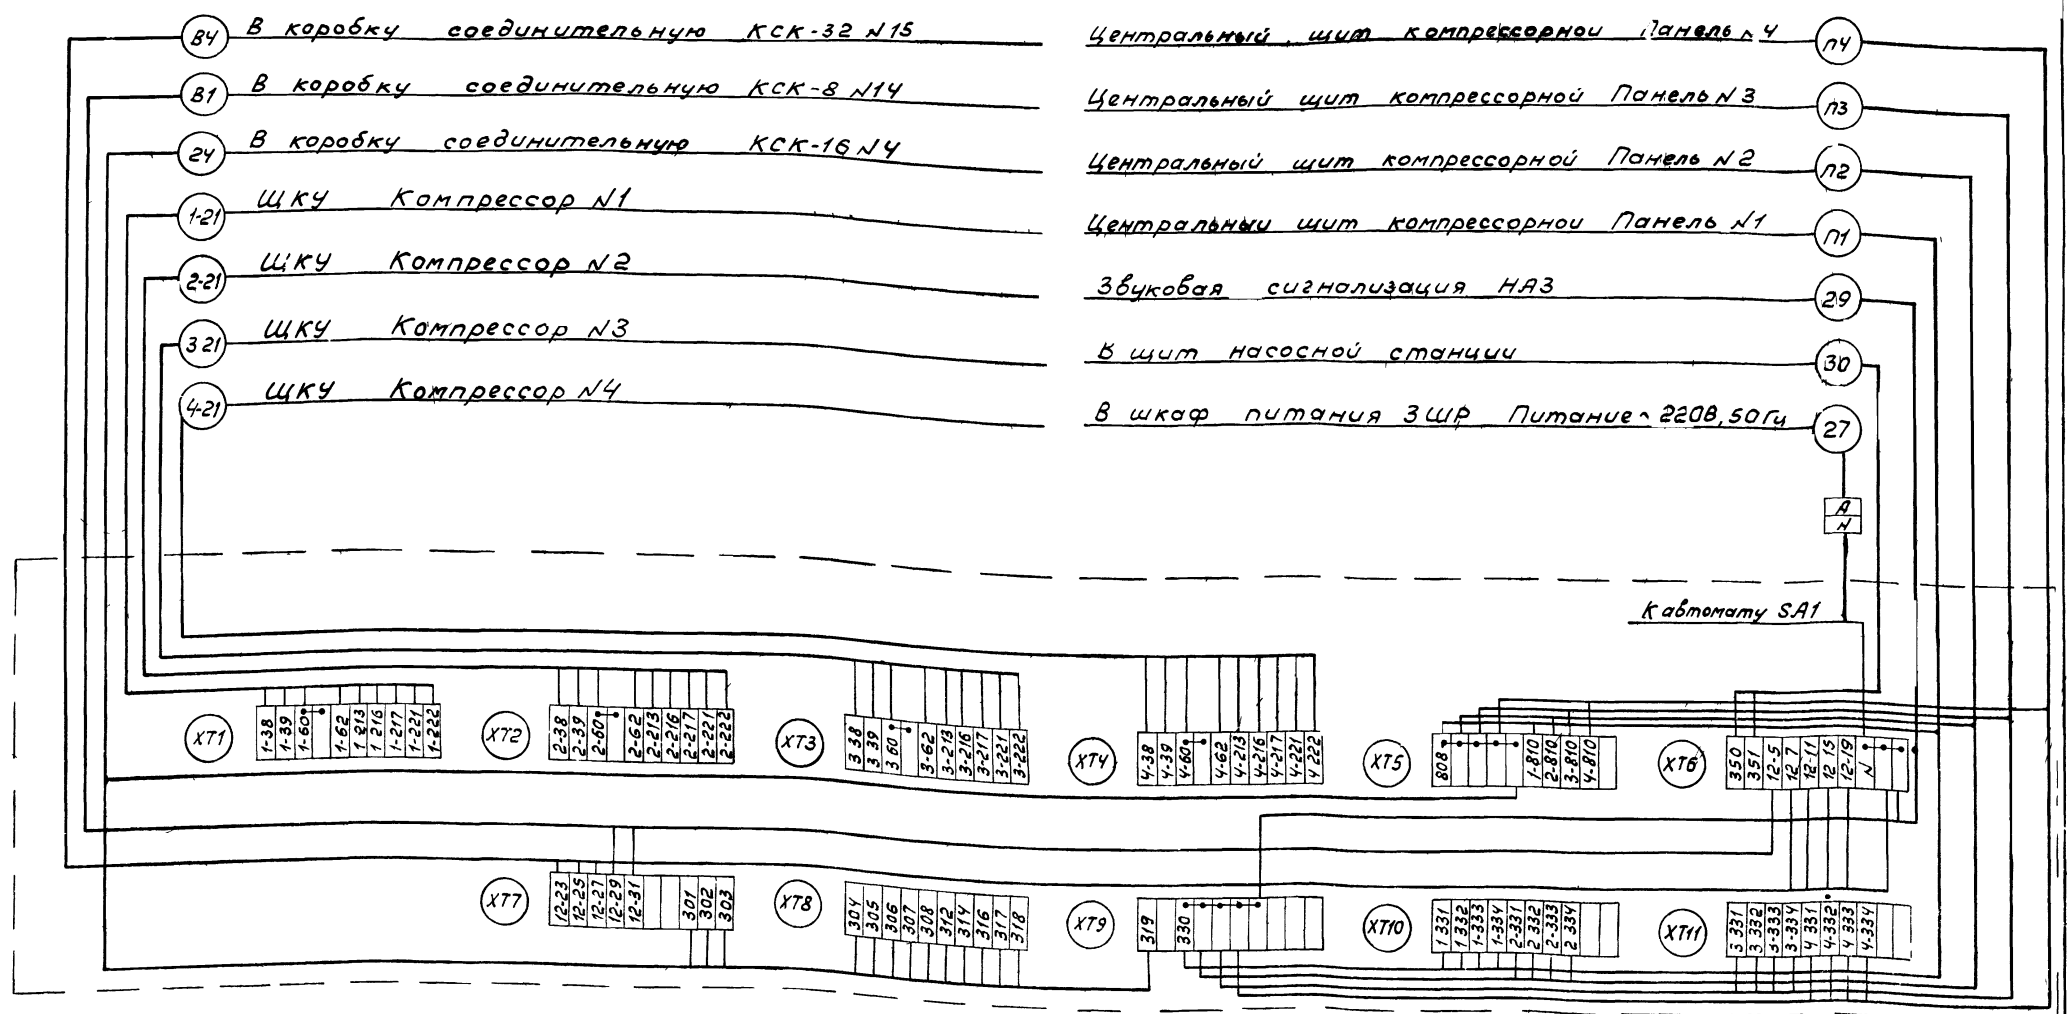 В4 В коробку соединительную КСК-32 N15
В1 В коробку соединительную КСК-8 N14
24 В коробку соединительную КСК-16 N4
1-21 ЩКУ Компрессор N1
2-21 ЩКУ Компрессор N2
3 21 ЩКУ Компрессор N3
4-21 ЩКУ Компрессор N4
Центральный щит компрессорной Панель N 4 П4
Центральный щит компрессорной Панель N 3 П3
Центральный щит компрессорной Панель N 2 П2
Центральный щит компрессорной Панель N1 П1
Звуковая сигнализация НА3 29
В щит насосной станции 30
В шкаф питания 3ШР Питание ~ 220В, 50Гц 27
А
N
К автомату SA1
XT1 1-38 1-39 1-60 1-62 1 213 1 216 1-217 1-221 1-222
XT2 2-38 2-39 2-60 2-62 2-213 2-216 2-217 2-221 2-222
XT3 3 38 3 39 3 60 3-62 3-213 3-216 3-217 3-221 3-222
XT4 4-38 4-39 4-60 4-62 4-213 4-216 4-217 4-221 4 222
XT5 808 1-810 2-810 3-810 4-810
XT6 350 351 12-5 12 7 12-11 12 15 12-19 N
XT7 12-23 12-25 12-27 12-29 12-31 301 302 303
XT8 304 305 306 307 308 312 314 316 317 318
XT9 319 330
XT10 1 331 1 332 1-333 1-334 2-331 2 332 2-333 2 334
XT11 3 331 3 332 3-333 3-334 4 331 4-332 4 333 4-334